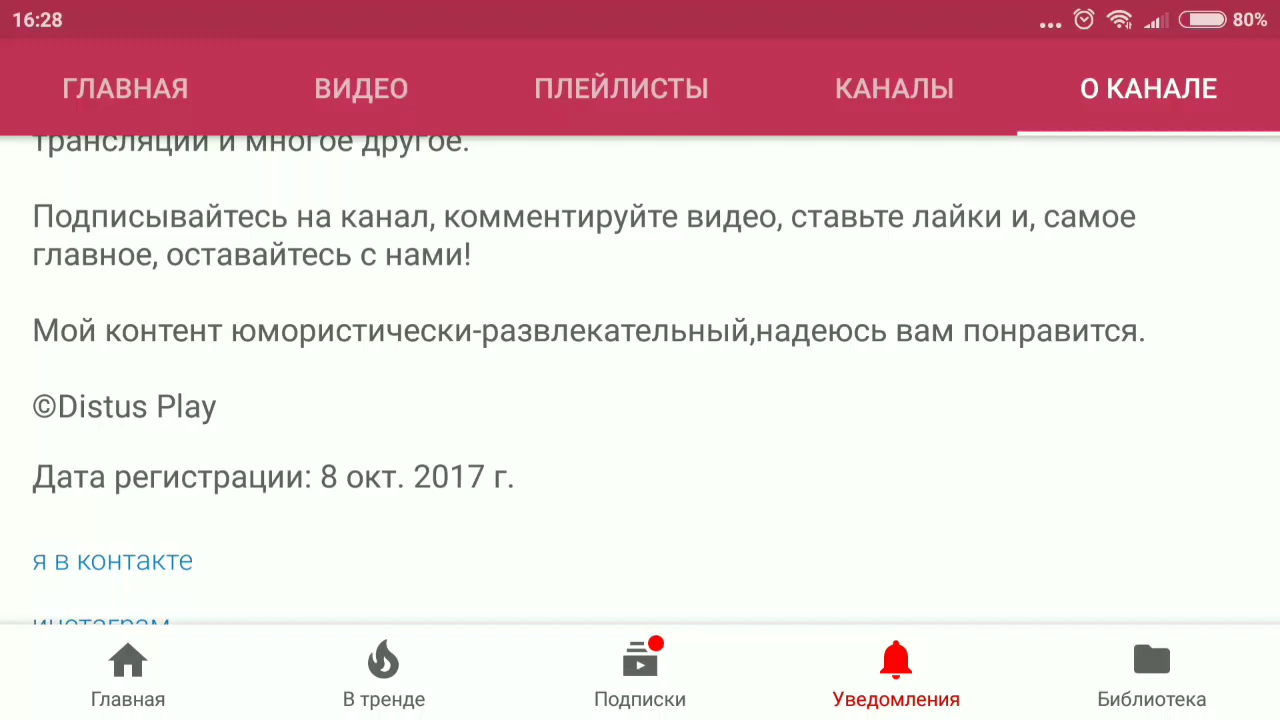 16:28
80%
ГЛАВНАЯ
ВИДЕО
ПЛЕЙЛИСТЫ
КАНАЛЫ
О КАНАЛЕ
трансляции и многое другое.
Подписывайтесь на канал, комментируйте видео, ставьте лайки и, самое
главное, оставайтесь с нами!
Мой контент юмористически-развлекательный,надеюсь вам понравится.
©Distus Play
Дата регистрации: 8 окт. 2017 г.
я в контакте
инстаграм
Главная
В тренде
Подписки
Уведомления
Библиотека